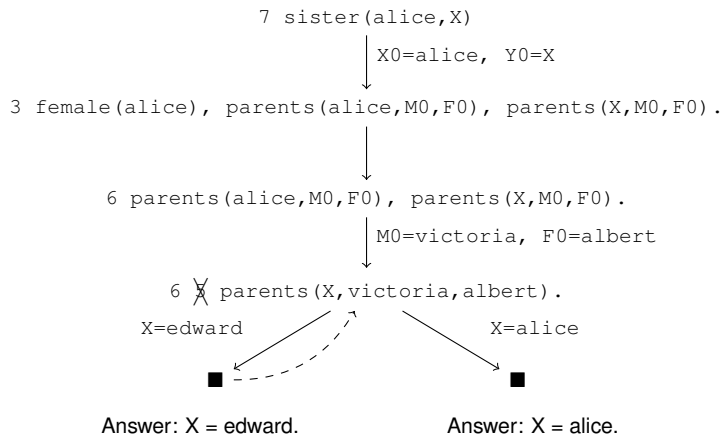 7 sister(alice,X)
X0=alice, Y0=X
3 female(alice), parents(alice,M0,F0), parents(X,M0,F0).
6 parents(alice,M0,F0), parents(X,M0,F0).
M0=victoria, F0=albert
6 5 parents(X,victoria,albert).
X=edward
X=alice
Answer: X = edward.
Answer: X = alice.